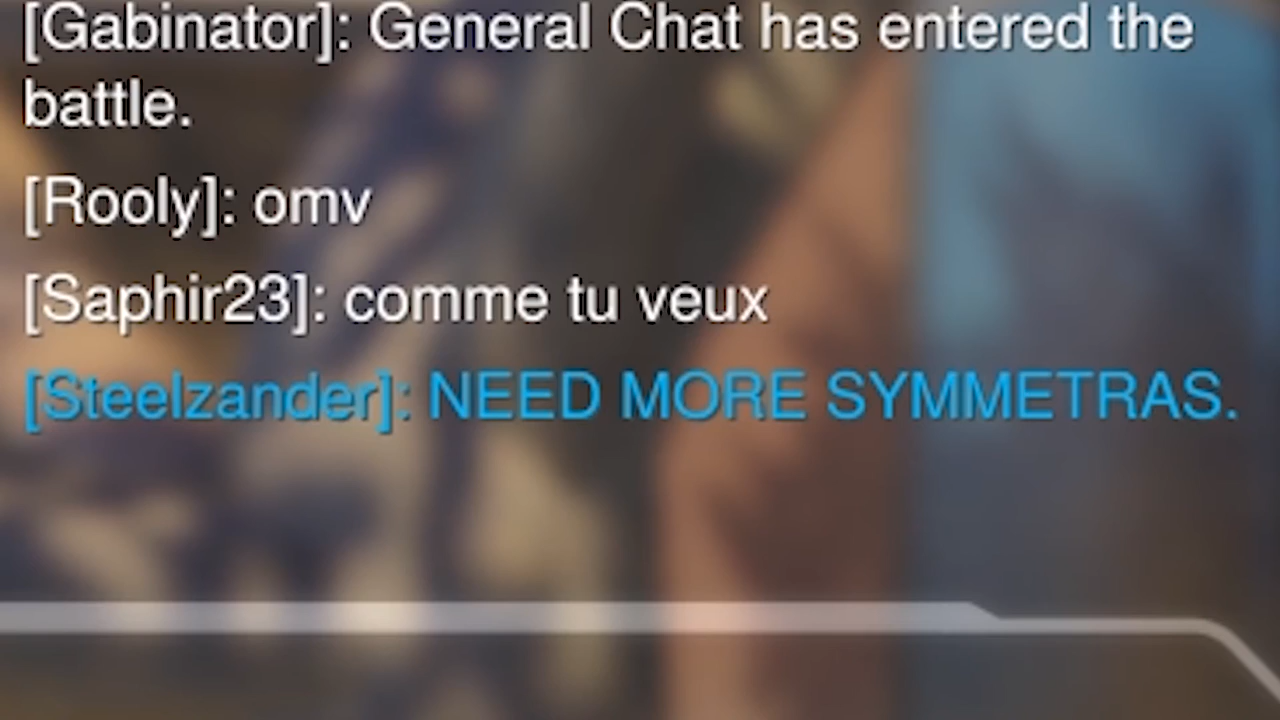 [Gabinator]: General Chat has entered the
battle.
[Rooly]: omv
[Saphir23]: comme tu veux
[Steelzander]: NEED MORE SYMMETRAS.